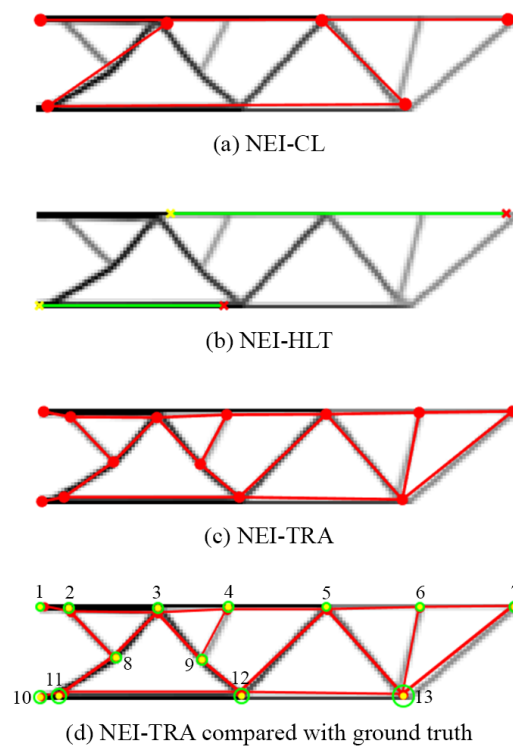 (a) NEI-CL
(b) NEI-HLT
(c) NEI-TRA
1 2 3 4 5 6 7
8 9
10 11 12 13
(d) NEI-TRA compared with ground truth